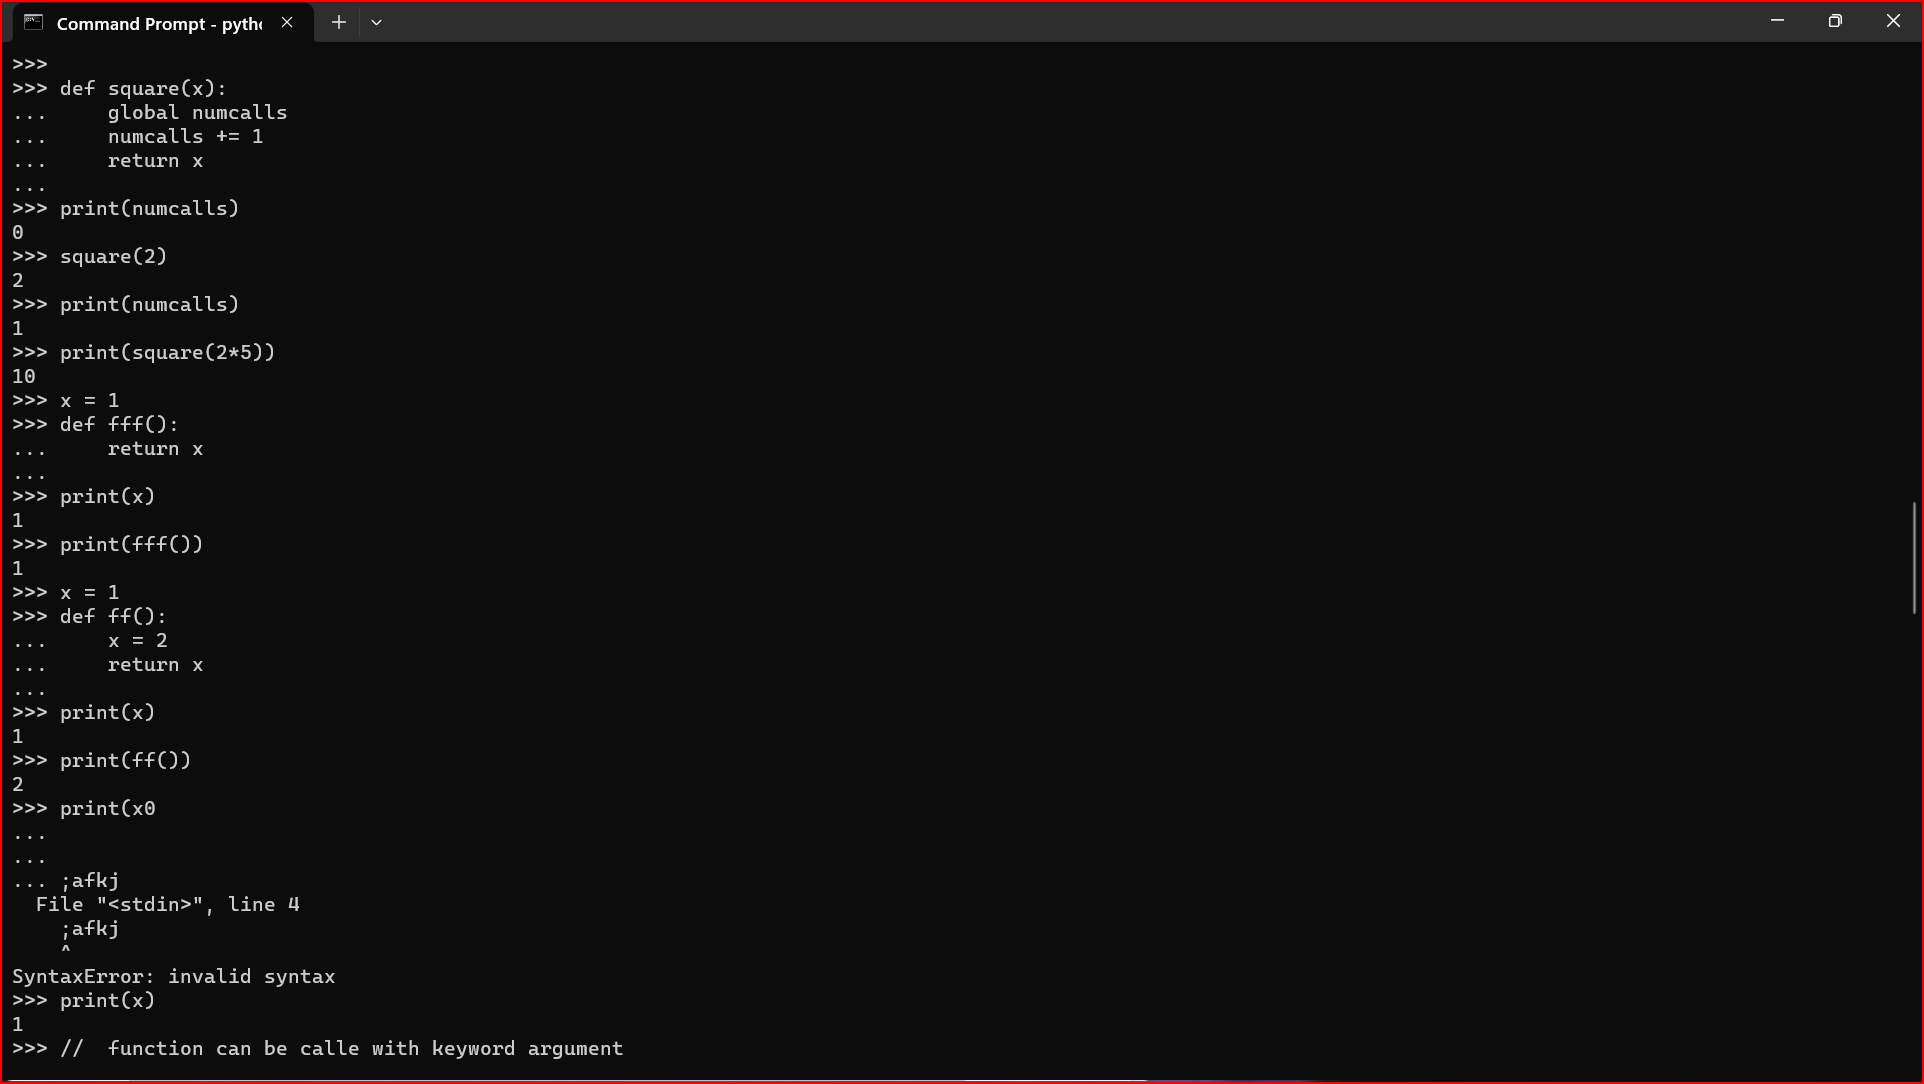 Command Prompt - pytho
>>>
>>> def square(x):
...     global numcalls
...     numcalls += 1
...     return x
...
>>> print(numcalls)
0
>>> square(2)
2
>>> print(numcalls)
1
>>> print(square(2*5))
10
>>> x = 1
>>> def fff():
...     return x
...
>>> print(x)
1
>>> print(fff())
1
>>> x = 1
>>> def ff():
...     x = 2
...     return x
...
>>> print(x)
1
>>> print(ff())
2
>>> print(x0
...
...
... ;afkj
  File "<stdin>", line 4
    ;afkj
    ^
SyntaxError: invalid syntax
>>> print(x)
1
>>> //  function can be calle with keyword argument